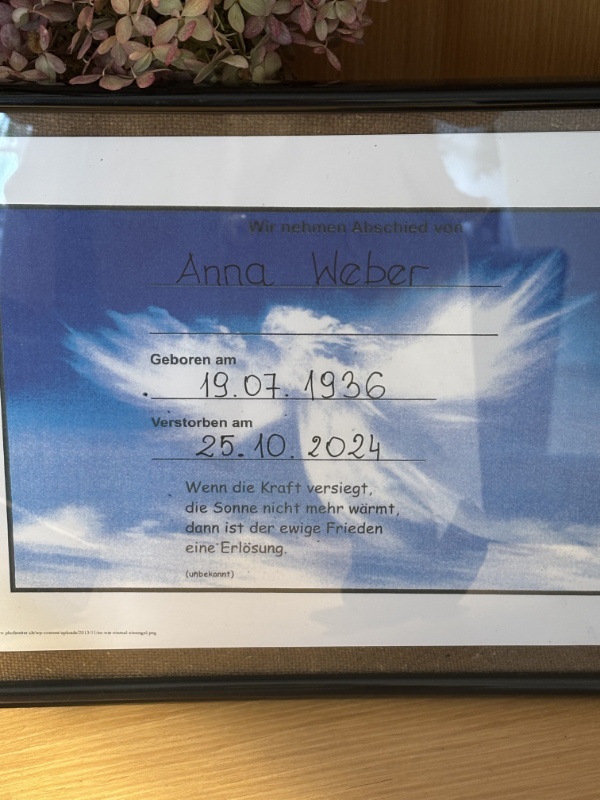 Wir nehmen Abschied von
Anna Weber
Geboren am
19.07.1936
Verstorben am
25.10.2024
Wenn die Kraft versiegt,
die Sonne nicht mehr wärmt,
dann ist der ewige Frieden
eine Erlösung.
(unbekannt)